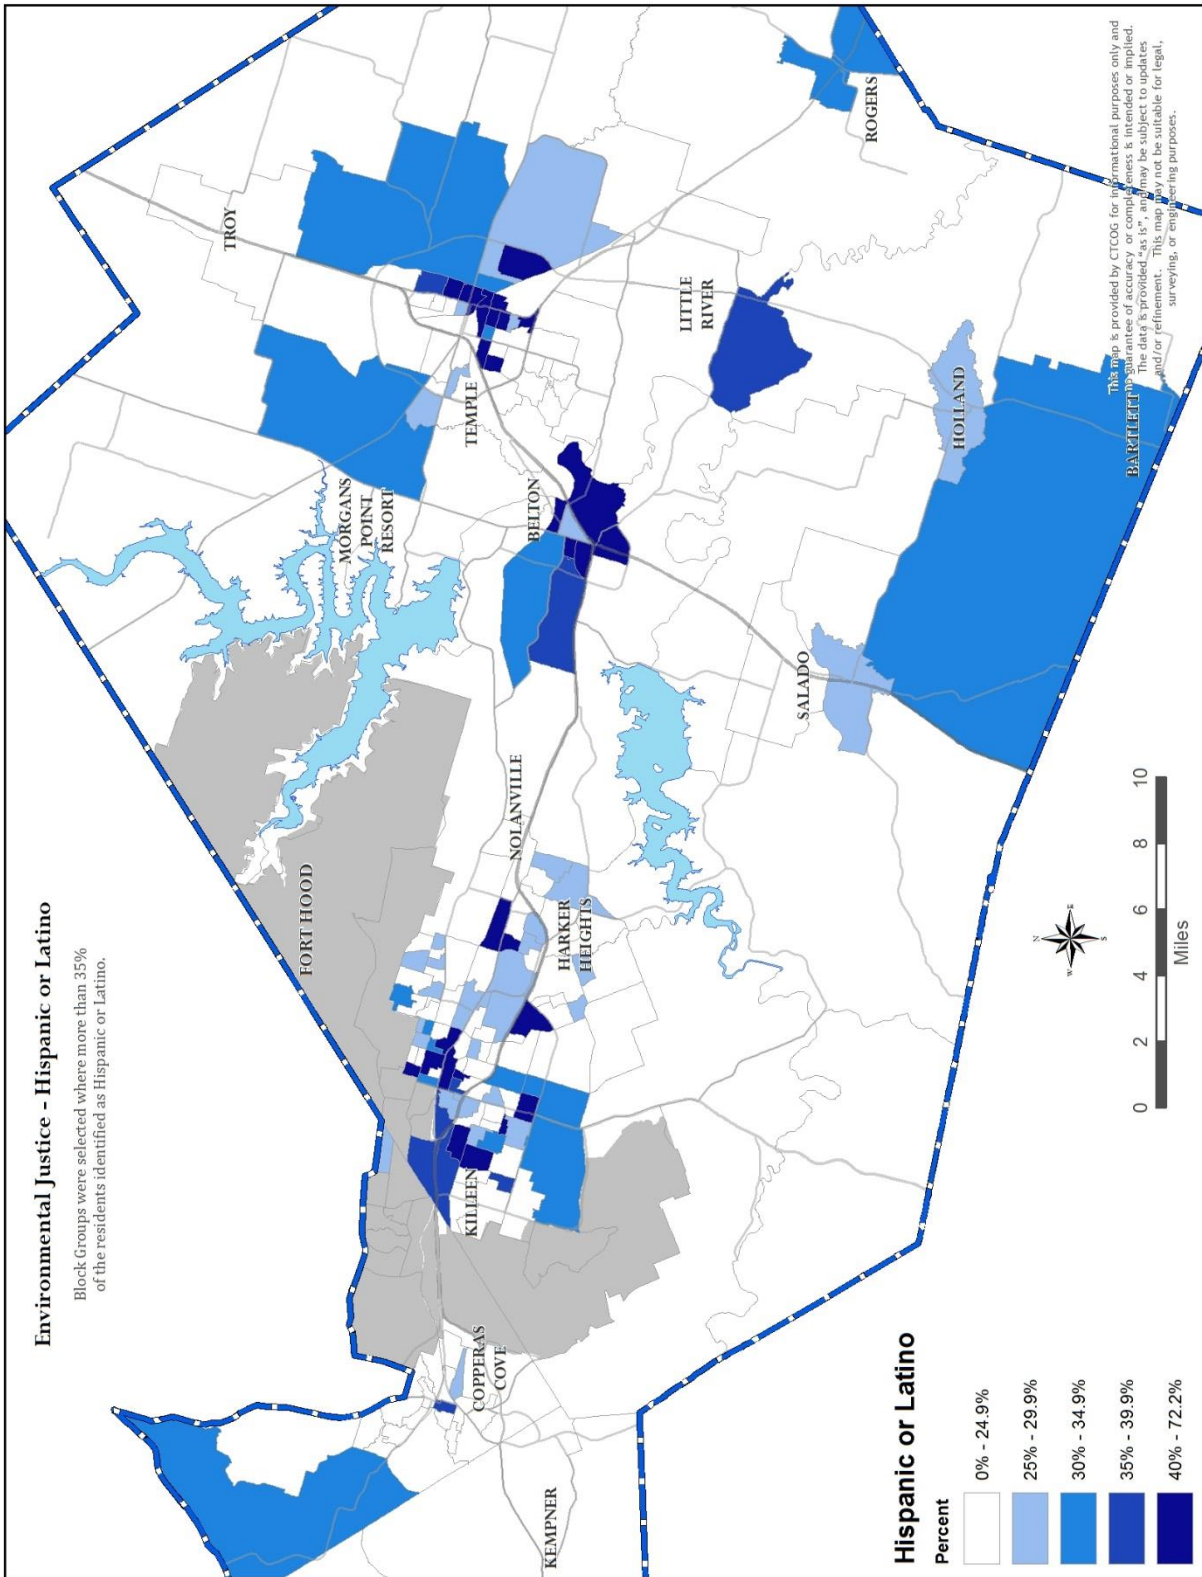 Environmental Justice - Hispanic or Latino
Block Groups were selected where more than 35%
of the residents identified as Hispanic or Latino.
TROY
MORGANS
POINT
RESORT
TEMPLE
FORT HOOD
BELTON
NOLANVILLE
KILLEEN
HARKER
HEIGHTS
COPPERAS
COVE
KEMPNER
LITTLE
RIVER
ROGERS
SALADO
HOLLAND
BARTLETT
Hispanic or Latino
Percent
0% - 24.9%
25% - 29.9%
30% - 34.9%
35% - 39.9%
40% - 72.2%
N
W
E
S
0 2 4 6 8 10
Miles
This map is provided by CTCOG for informational purposes only and
no guarantee of accuracy or completeness is intended or implied.
The data is provided "as is", and may be subject to updates
and/or refinement. This map may not be suitable for legal,
surveying, or engineering purposes.